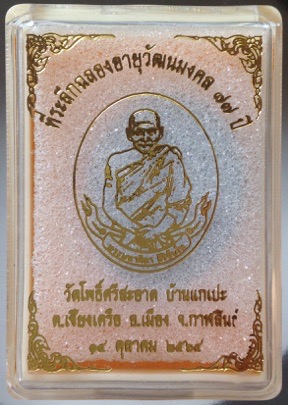 ที่ระลึกฉลองอายุวัฒนมงคล ๗๗ ปี
วัดโพธิ์ศรีสะอาด บ้านแกเปะ
ต.เชียงเครือ อ.เมือง จ.กาฬสินธุ์
๑๔ ตุลาคม ๒๕๖๕